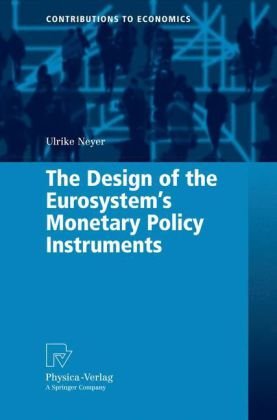 CONTRIBUTIONS TO ECONOMICS
Ulrike Neyer
The Design of the
Eurosystem's
Monetary Policy
Instruments
Physica-Verlag
A Springer Company